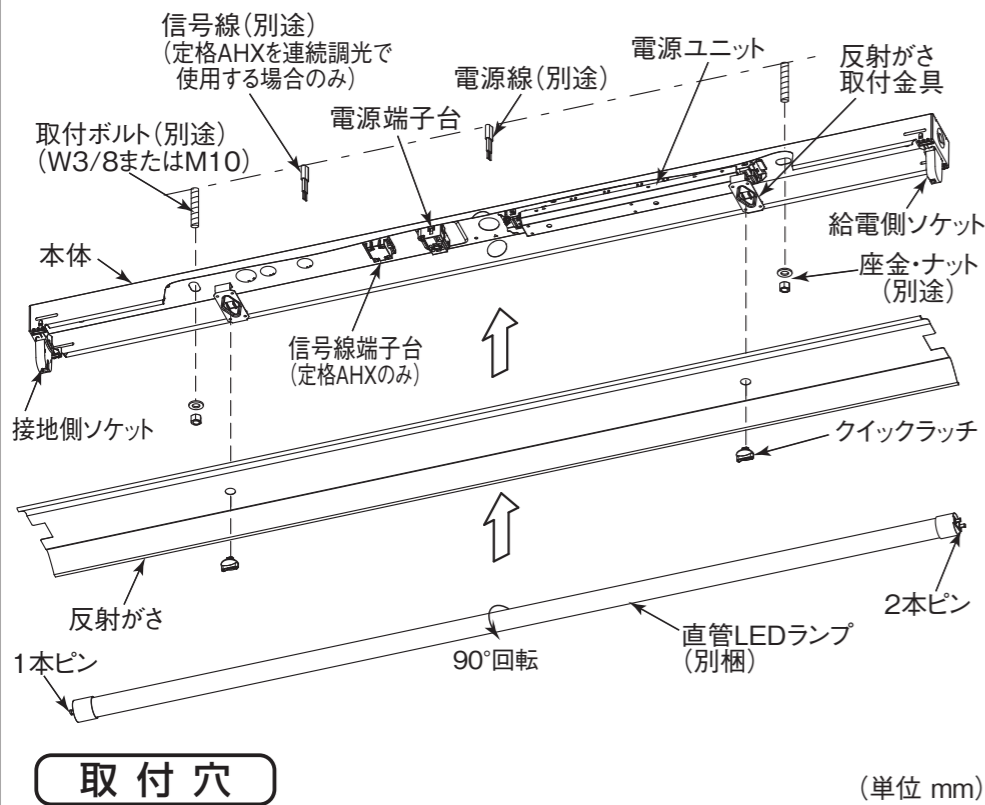 信号線(別途)
(定格AHXを連続調光で
使用する場合のみ)
電源ユニット
反射がさ
取付金具
電源線(別途)
電源端子台
取付ボルト(別途)
(W3/8またはM10)
給電側ソケット
本体
座金・ナット
(別途)
信号線端子台
(定格AHXのみ)
接地側ソケット
クイックラッチ
反射がさ
2本ピン
直管LEDランプ
(別梱)
90°回転
1本ピン
取付穴
(単位 mm)